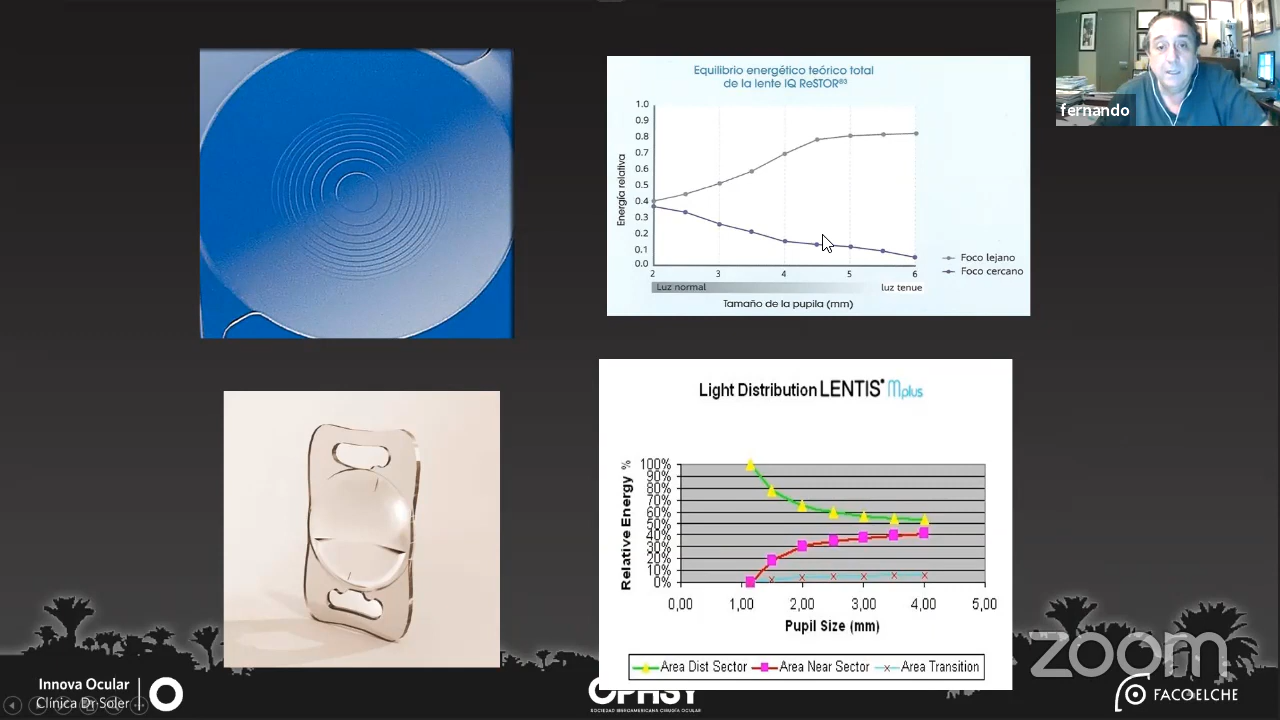 fernando
Equilibrio energético teórico total
de la lente IQ ReSTOR®3
Energía relativa
1.0
0.9
0.8
0.7
0.6
0.5
0.4
0.3
0.2
0.1
0.0
2 3 4 5 6
Luz normal luz tenue
Tamaño de la pupila (mm)
Foco lejano
Foco cercano
Light Distribution LENTIS Mplus
Relative Energy %
100%
90%
80%
70%
60%
50%
40%
30%
20%
10%
0%
0,00 1,00 2,00 3,00 4,00 5,00
Pupil Size (mm)
Area Dist Sector Area Near Sector Area Transition
zoom
Innova Ocular
Clínica Dr Soler
SOCIEDAD IBEROAMERICANA CIRUGÍA OCULAR
FACOELCHE